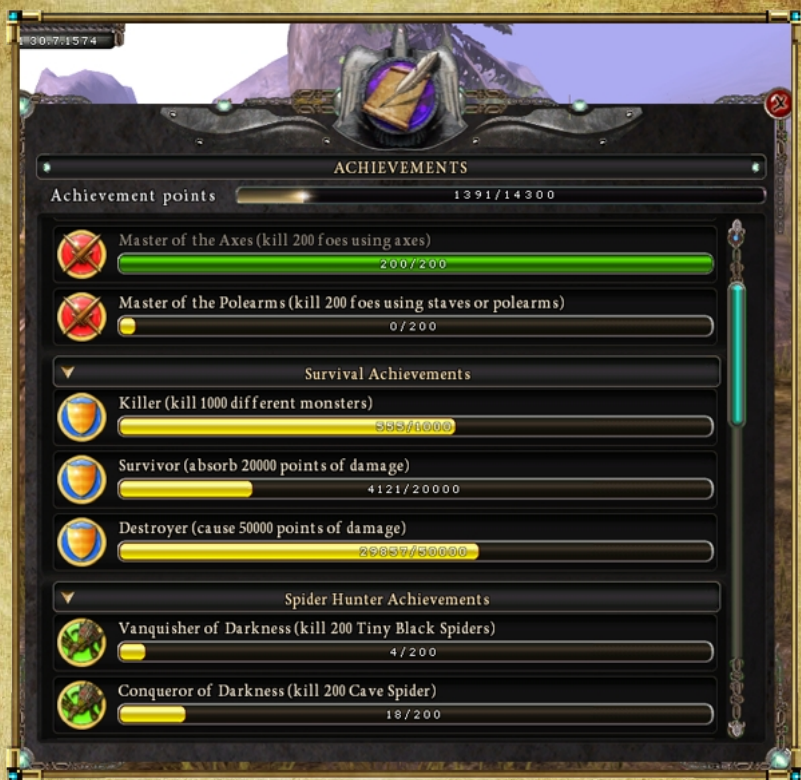 1.30.7.1574
ACHIEVEMENTS
Achievement points 1391/14300
Master of the Axes (kill 200 foes using axes)
200/200
Master of the Polearms (kill 200 foes using staves or polearms)
0/200
Survival Achievements
Killer (kill 1000 different monsters)
555/1000
Survivor (absorb 20000 points of damage)
4121/20000
Destroyer (cause 50000 points of damage)
29857/50000
Spider Hunter Achievements
Vanquisher of Darkness (kill 200 Tiny Black Spiders)
4/200
Conqueror of Darkness (kill 200 Cave Spider)
18/200